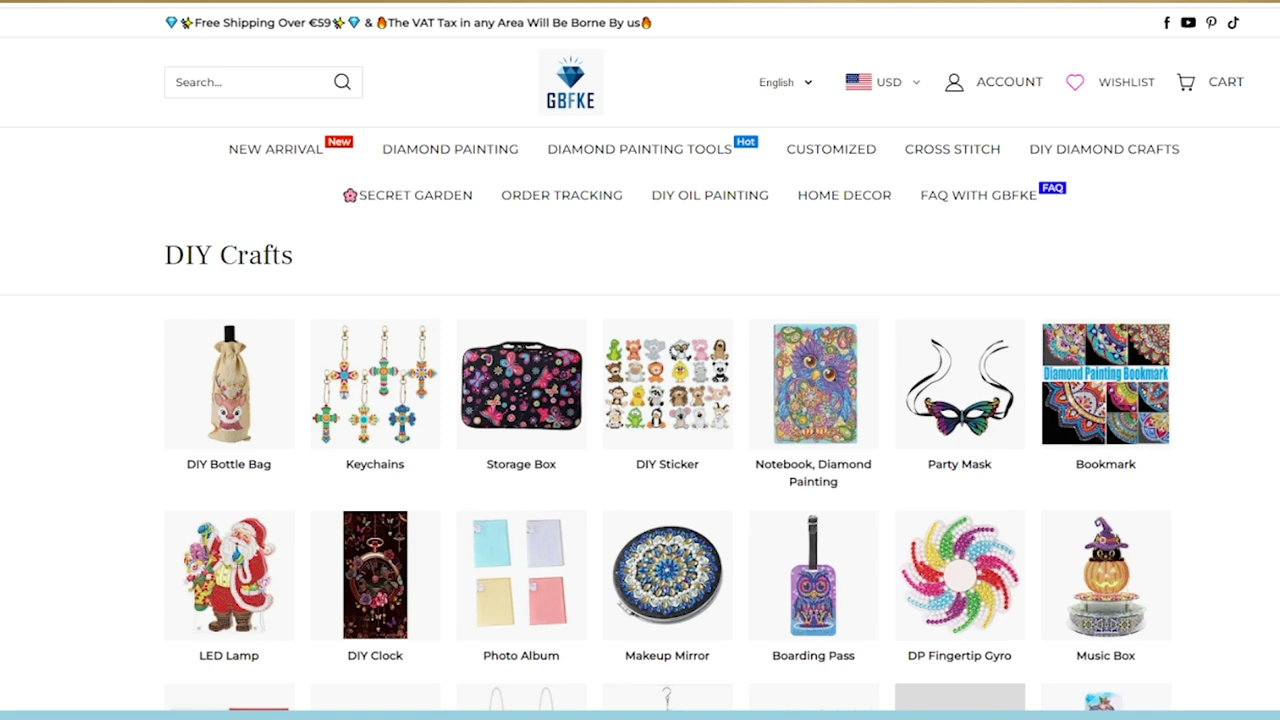 💎✨Free Shipping Over €59✨💎 & 🔥The VAT Tax in any Area Will Be Borne By us🔥
Search...
GBFKE
English
USD
ACCOUNT
WISHLIST
CART
NEW ARRIVAL New
DIAMOND PAINTING
DIAMOND PAINTING TOOLS Hot
CUSTOMIZED
CROSS STITCH
DIY DIAMOND CRAFTS
🌸SECRET GARDEN
ORDER TRACKING
DIY OIL PAINTING
HOME DECOR
FAQ WITH GBFKE FAQ
DIY Crafts
Diamond Painting Bookmark
DIY Bottle Bag
Keychains
Storage Box
DIY Sticker
Notebook, Diamond
Painting
Party Mask
Bookmark
LED Lamp
DIY Clock
Photo Album
Makeup Mirror
Boarding Pass
DP Fingertip Gyro
Music Box